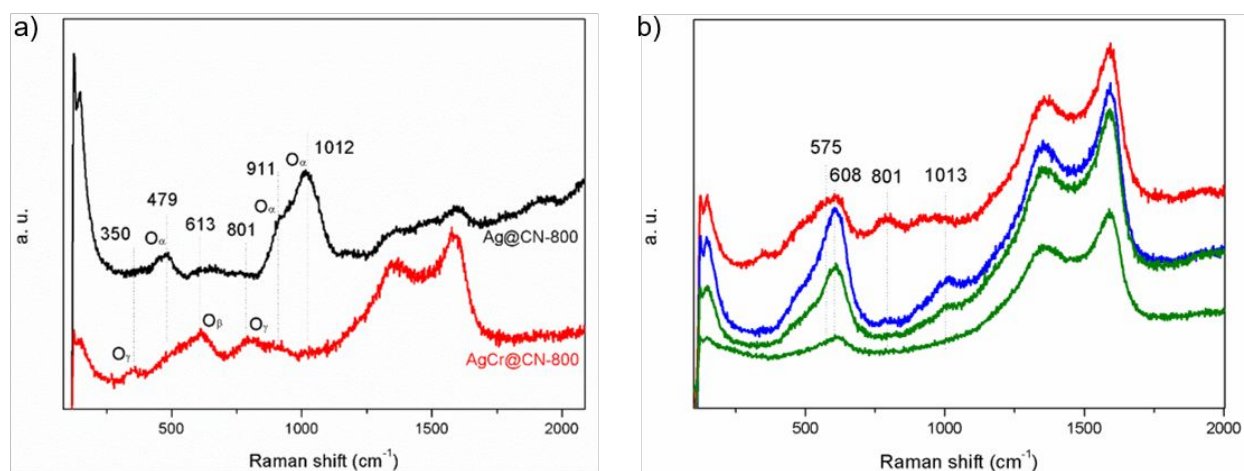 a)
a. u.
350
Oα
479
613
801
911
Oα
Oα
1012
Oγ
Oβ
Oγ
Ag@CN-800
AgCr@CN-800
500
1000
1500
2000
Raman shift (cm⁻¹)
b)
a. u.
575
608
801
1013
500
1000
1500
2000
Raman shift (cm⁻¹)